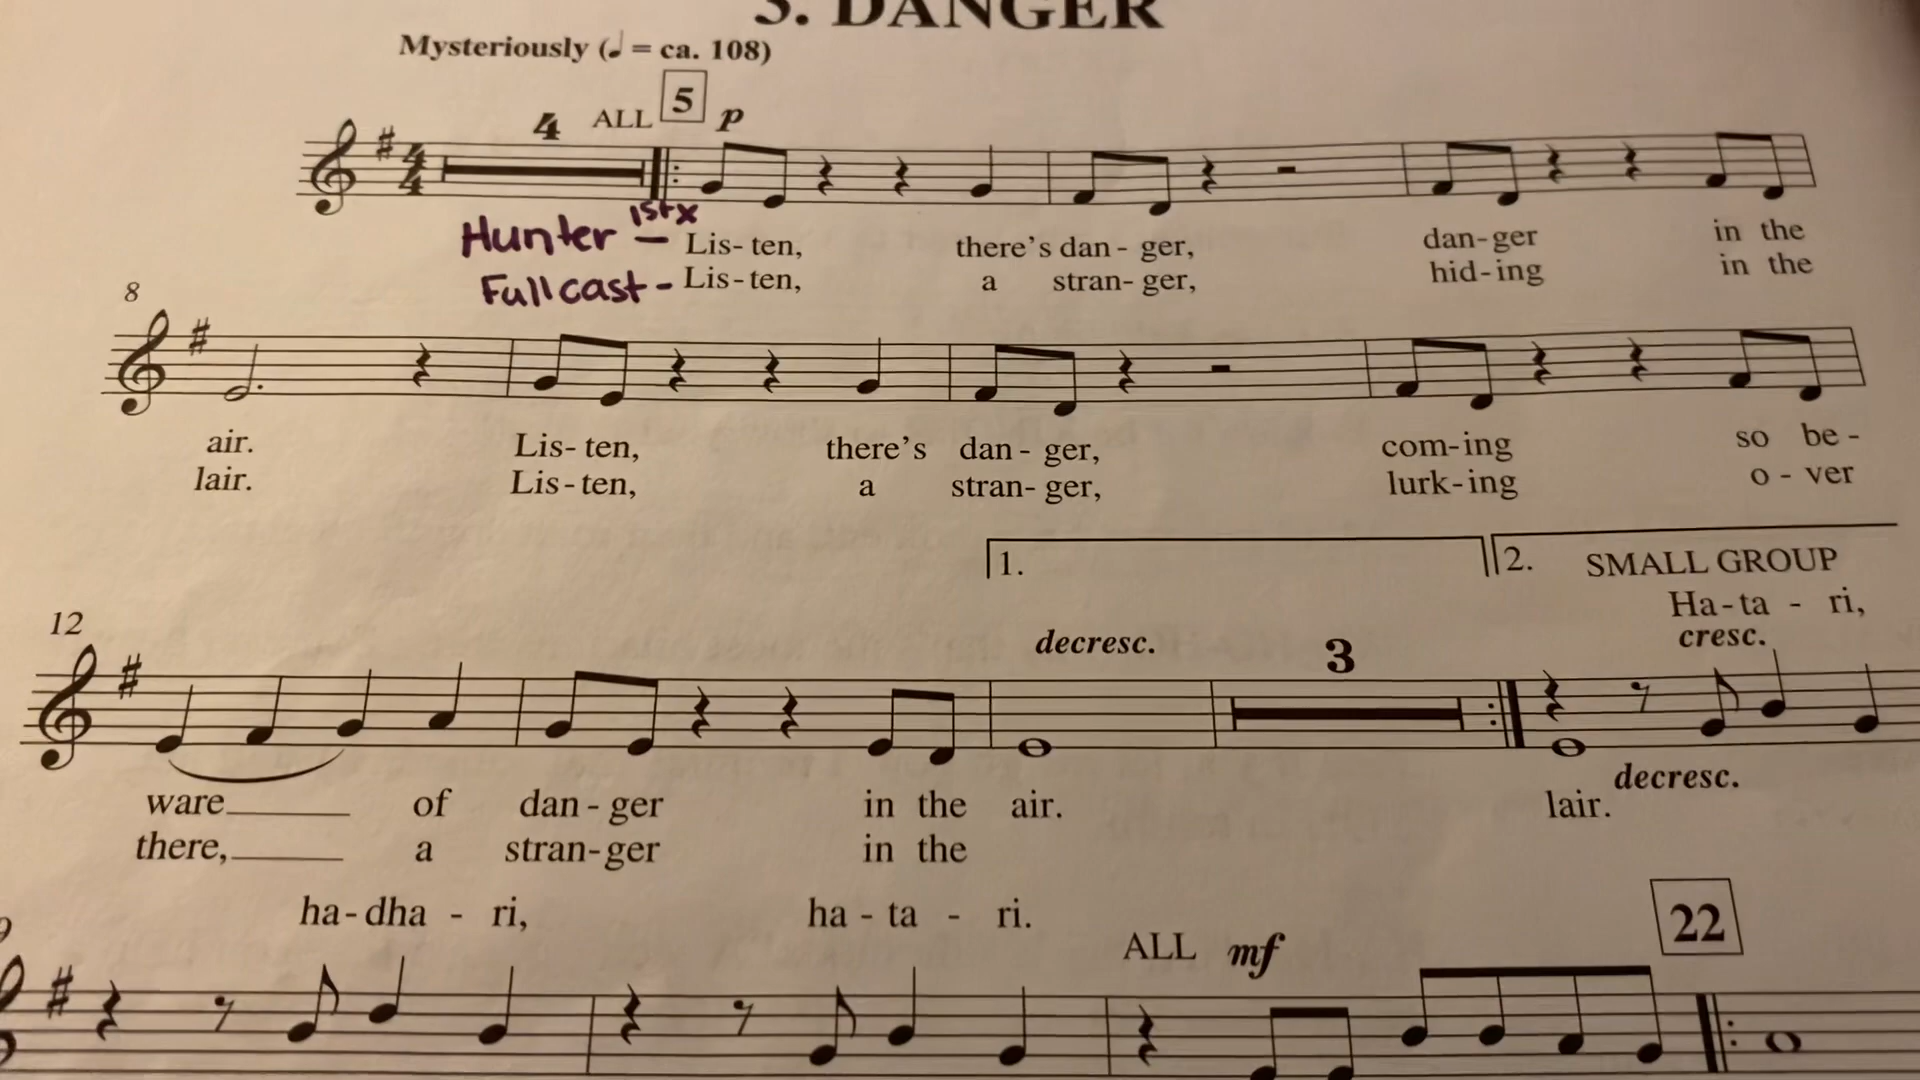 3. DANGER
Mysteriously (♩ = ca. 108)
4 ALL 5 p
Hunter 1st x — Lis- ten, there's dan - ger, dan-ger in the
Full cast - Lis- ten, a stran- ger, hid-ing in the
8
air. Lis- ten, there's dan - ger, com-ing so be -
lair. Lis- ten, a stran- ger, lurk-ing o - ver
1. 2. SMALL GROUP
Ha-ta - ri,
12 decresc. 3 cresc.
decresc.
ware of dan - ger in the air. lair.
there, a stran-ger in the
ha-dha - ri, ha - ta - ri.
ALL mf 22